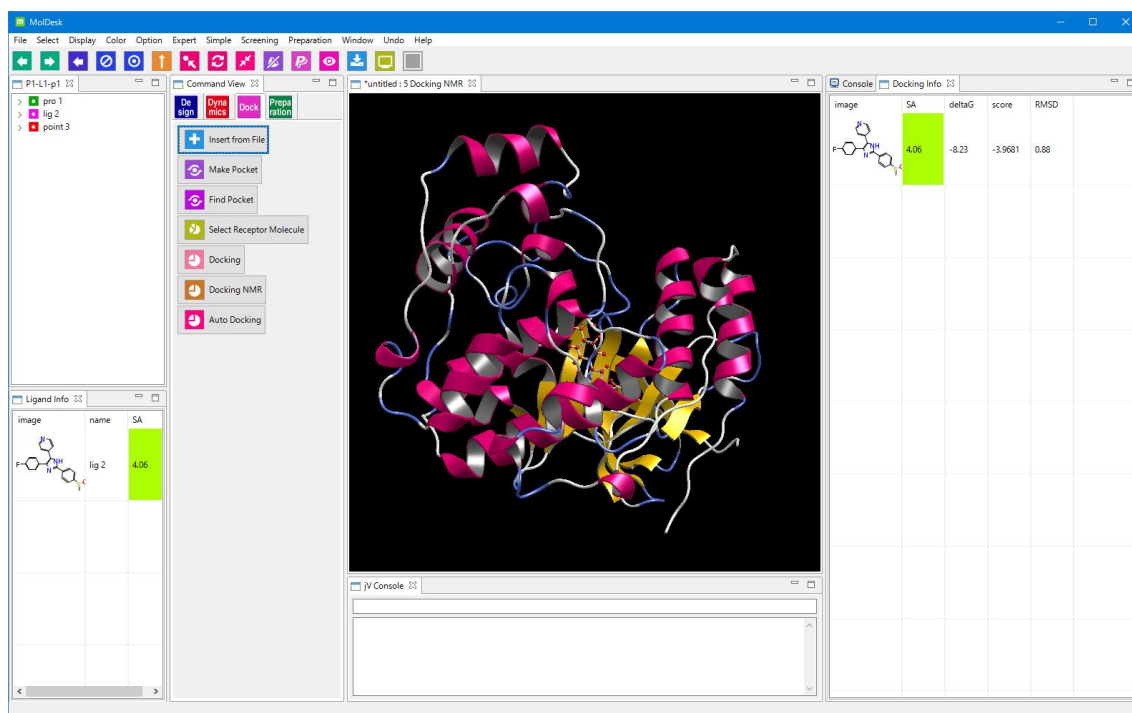 MolDesk
File Select Display Color Option Expert Simple Screening Preparation Window Undo Help
P1-L1-p1
pro 1
lig 2
point 3
Command View
De sign
Dyna mics
Dock
Prepa ration
Insert from File
Make Pocket
Find Pocket
Select Receptor Molecule
Docking
Docking NMR
Auto Docking
*untitled : 5 Docking NMR
Console
Docking Info
image SA deltaG score RMSD
4.06 -8.23 -3.9681 0.88
Ligand Info
image name SA
lig 2 4.06
jV Console